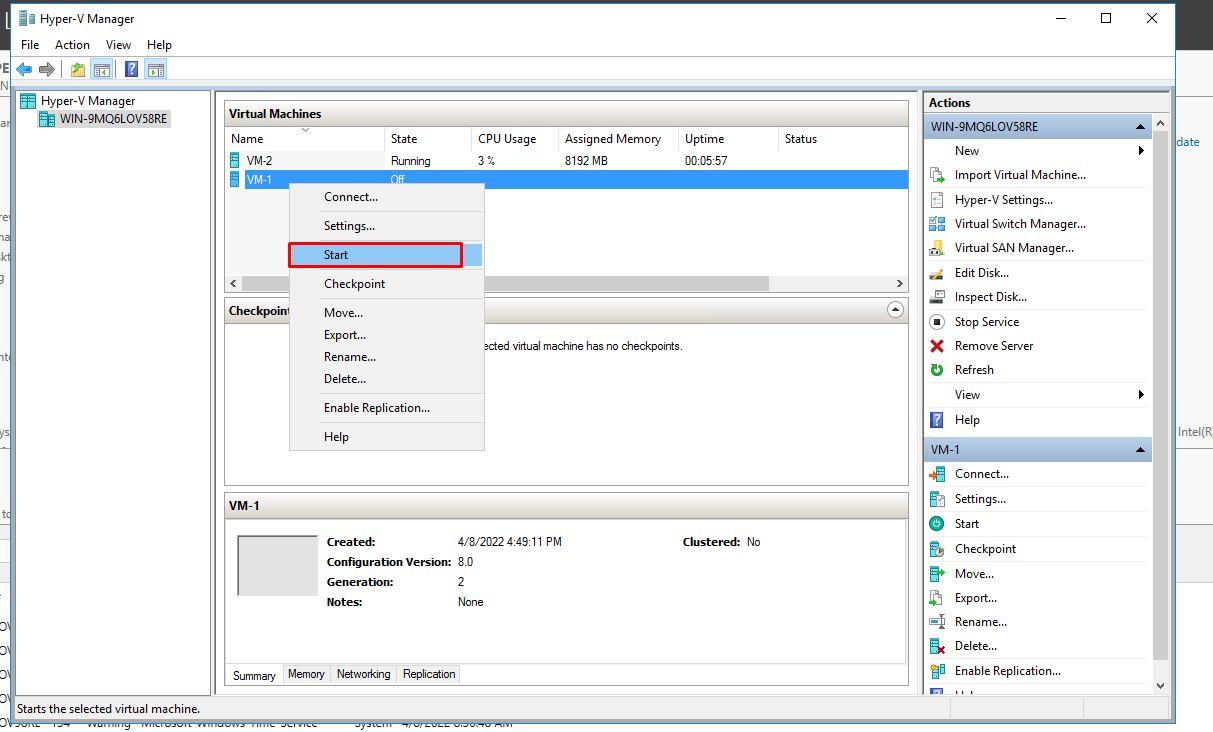 Hyper-V Manager
File Action View Help
Hyper-V Manager
WIN-9MQ6LOV58RE
Virtual Machines
Name State CPU Usage Assigned Memory Uptime Status
VM-2 Running 3 % 8192 MB 00:05:57
VM-1 Off
Connect...
Settings...
Start
Checkpoint
Move...
Export...
Rename...
Delete...
Enable Replication...
Help
Checkpoint
ected virtual machine has no checkpoints.
VM-1
Created: 4/8/2022 4:49:11 PM Clustered: No
Configuration Version: 8.0
Generation: 2
Notes: None
Summary Memory Networking Replication
Actions
WIN-9MQ6LOV58RE
New
Import Virtual Machine...
Hyper-V Settings...
Virtual Switch Manager...
Virtual SAN Manager...
Edit Disk...
Inspect Disk...
Stop Service
Remove Server
Refresh
View
Help
VM-1
Connect...
Settings...
Start
Checkpoint
Move...
Export...
Rename...
Delete...
Enable Replication...
Starts the selected virtual machine.
date
Intel(R)